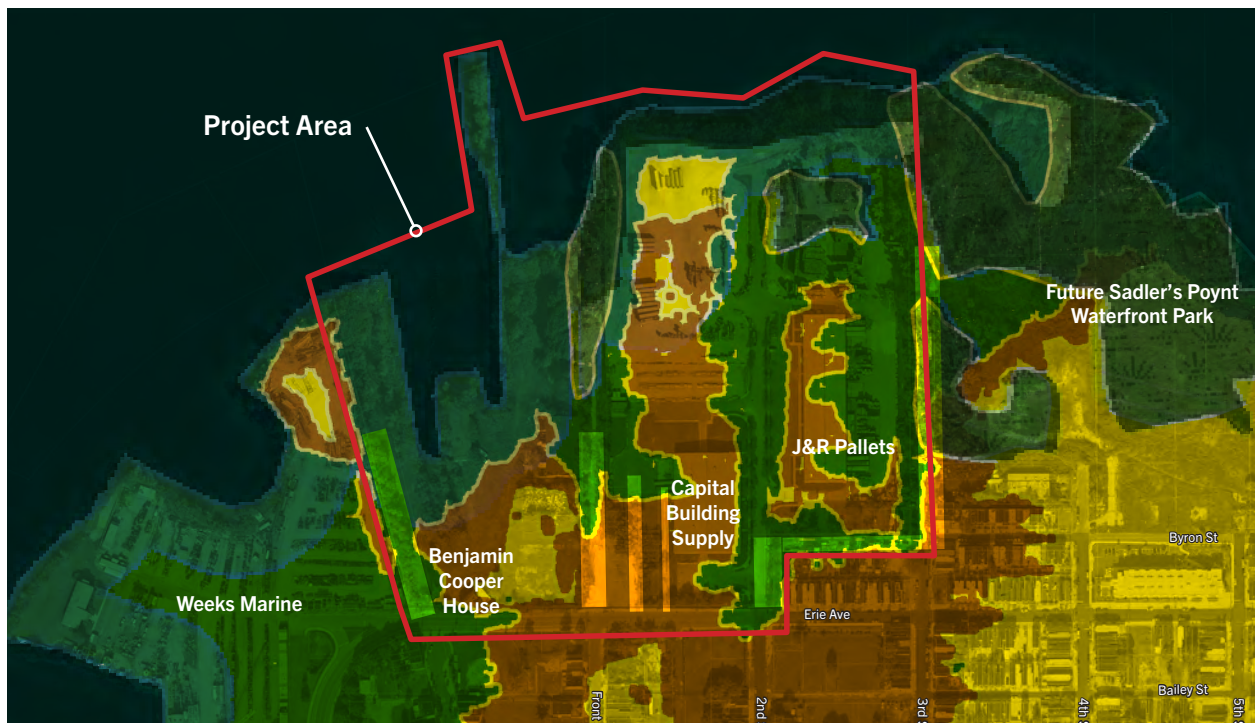 Project Area
Future Sadler's Poynt
Waterfront Park
J&R Pallets
Capital
Building
Supply
Byron St
Benjamin
Cooper
House
Weeks Marine
Erie Ave
Bailey St
Front
2nd
3rd S
4th S
5th